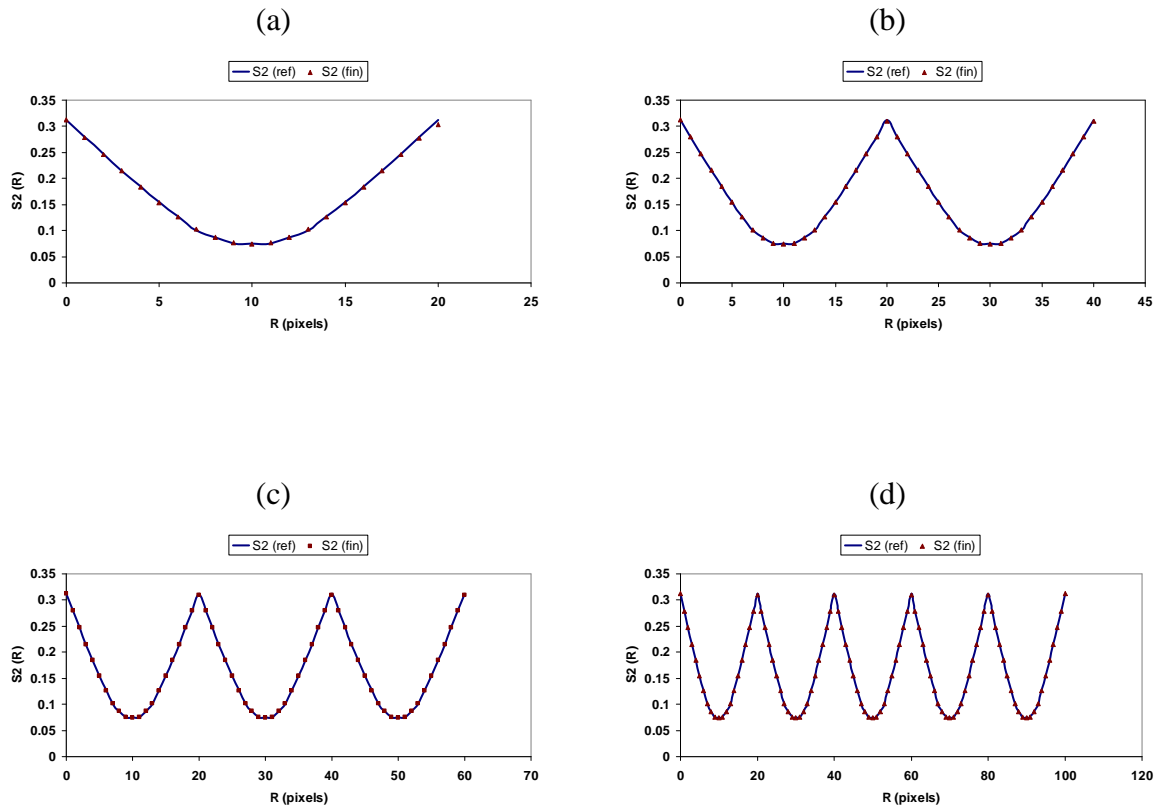 (a)
S2 (ref) S2 (fin)
0.35
0.3
0.25
0.2
0.15
0.1
0.05
0
S2 (R)
0 5 10 15 20 25
R (pixels)
(b)
S2 (ref) S2 (fin)
0.35
0.3
0.25
0.2
0.15
0.1
0.05
0
S2 (R)
0 5 10 15 20 25 30 35 40 45
R (pixels)
(c)
S2 (ref) S2 (fin)
0.35
0.3
0.25
0.2
0.15
0.1
0.05
0
S2 (R)
0 10 20 30 40 50 60 70
R (pixels)
(d)
S2 (ref) S2 (fin)
0.35
0.3
0.25
0.2
0.15
0.1
0.05
0
S2 (R)
0 20 40 60 80 100 120
R (pixels)